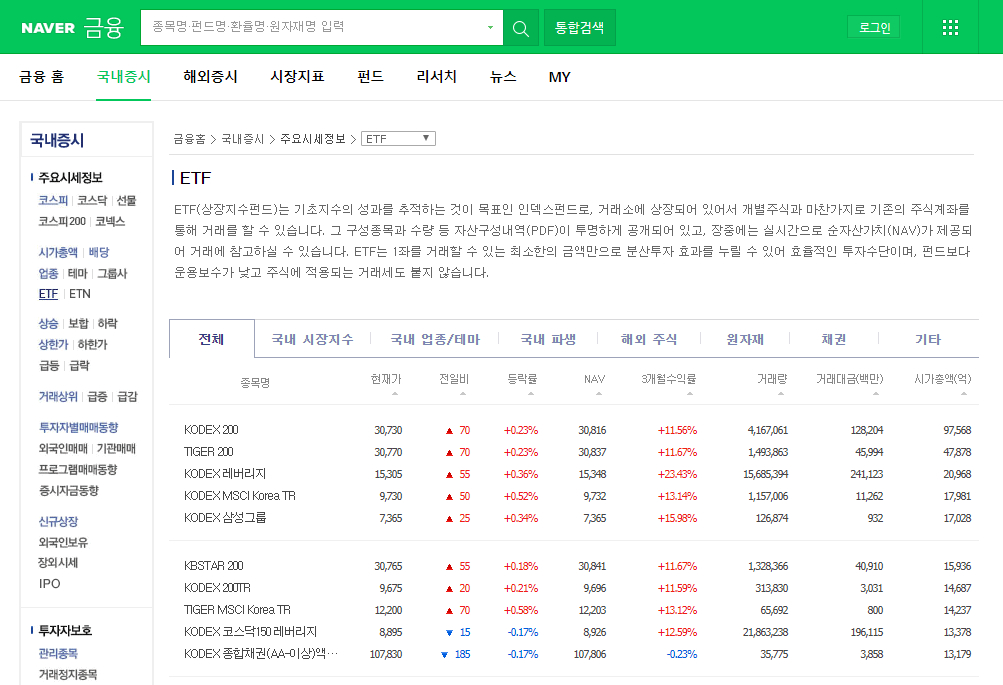 NAVER 금융 종목명·펀드명·환율명·원자재명 입력 통합검색 로그인
금융 홈 국내증시 해외증시 시장지표 펀드 리서치 뉴스 MY
국내증시
주요시세정보
코스피 코스닥 선물
코스피200 코넥스
시가총액 배당
업종 테마 그룹사
ETF ETN
상승 보합 하락
상한가 하한가
급등 급락
거래상위 급증 급감
투자자별매매동향
외국인매매 기관매매
프로그램매매동향
증시자금동향
신규상장
외국인보유
장외시세
IPO
투자자보호
관리종목
거래정지종목
금융홈 > 국내증시 > 주요시세정보 > ETF
ETF
ETF(상장지수펀드)는 기초지수의 성과를 추적하는 것이 목표인 인덱스펀드로, 거래소에 상장되어 있어서 개별주식과 마찬가지로 기존의 주식계좌를
통해 거래를 할 수 있습니다. 그 구성종목과 수량 등 자산구성내역(PDF)이 투명하게 공개되어 있고, 장중에는 실시간으로 순자산가치(NAV)가 제공되
어 거래에 참고하실 수 있습니다. ETF는 1좌를 거래할 수 있는 최소한의 금액만으로 분산투자 효과를 누릴 수 있어 효율적인 투자수단이며, 펀드보다
운용보수가 낮고 주식에 적용되는 거래세도 붙지 않습니다.
전체 국내 시장지수 국내 업종/테마 국내 파생 해외 주식 원자재 채권 기타
종목명 현재가 전일비 등락률 NAV 3개월수익률 거래량 거래대금(백만) 시가총액(억)
KODEX 200 30,730 ▲ 70 +0.23% 30,816 +11.56% 4,167,061 128,204 97,568
TIGER 200 30,770 ▲ 70 +0.23% 30,837 +11.67% 1,493,863 45,994 47,878
KODEX 레버리지 15,305 ▲ 55 +0.36% 15,348 +23.43% 15,685,394 241,123 20,968
KODEX MSCI Korea TR 9,730 ▲ 50 +0.52% 9,732 +13.14% 1,157,006 11,262 17,981
KODEX 삼성그룹 7,365 ▲ 25 +0.34% 7,365 +15.98% 126,874 932 17,028
KBSTAR 200 30,765 ▲ 55 +0.18% 30,841 +11.67% 1,328,366 40,910 15,936
KODEX 200TR 9,675 ▲ 20 +0.21% 9,696 +11.59% 313,830 3,031 14,687
TIGER MSCI Korea TR 12,200 ▲ 70 +0.58% 12,203 +13.12% 65,692 800 14,237
KODEX 코스닥150 레버리지 8,895 ▼ 15 -0.17% 8,926 +12.59% 21,863,238 196,115 13,378
KODEX 종합채권(AA-이상)액… 107,830 ▼ 185 -0.17% 107,806 -0.23% 35,775 3,858 13,179